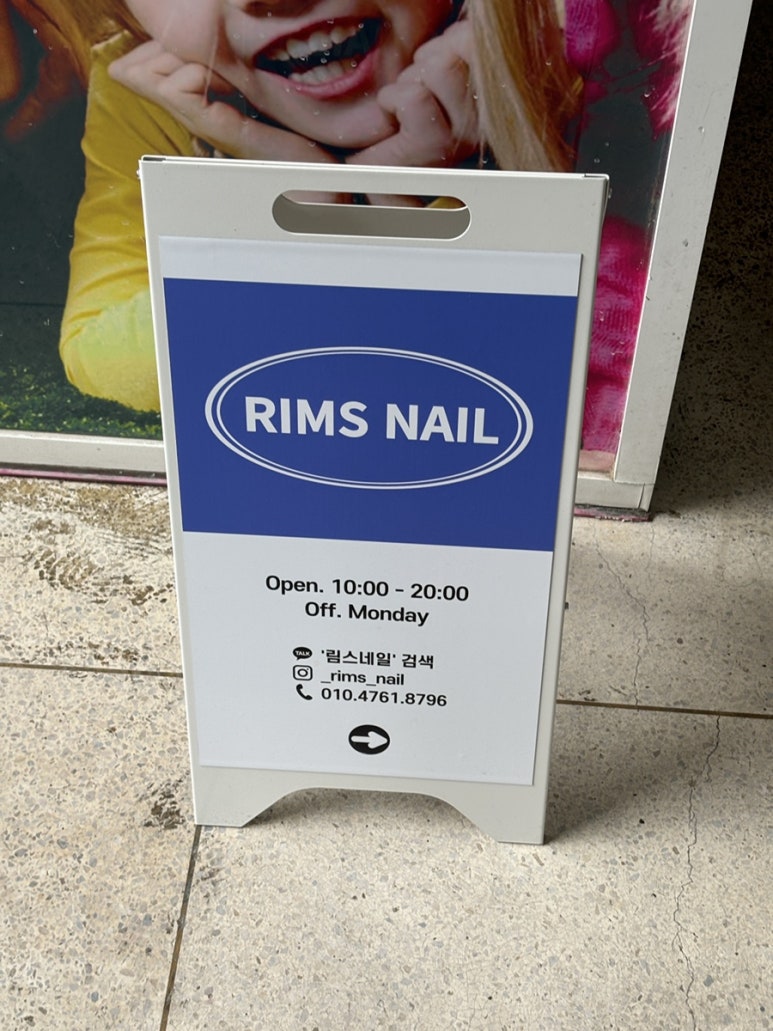 RIMS NAIL
Open. 10:00 - 20:00
Off. Monday
TALK '림스네일' 검색
_rims_nail
010.4761.8796